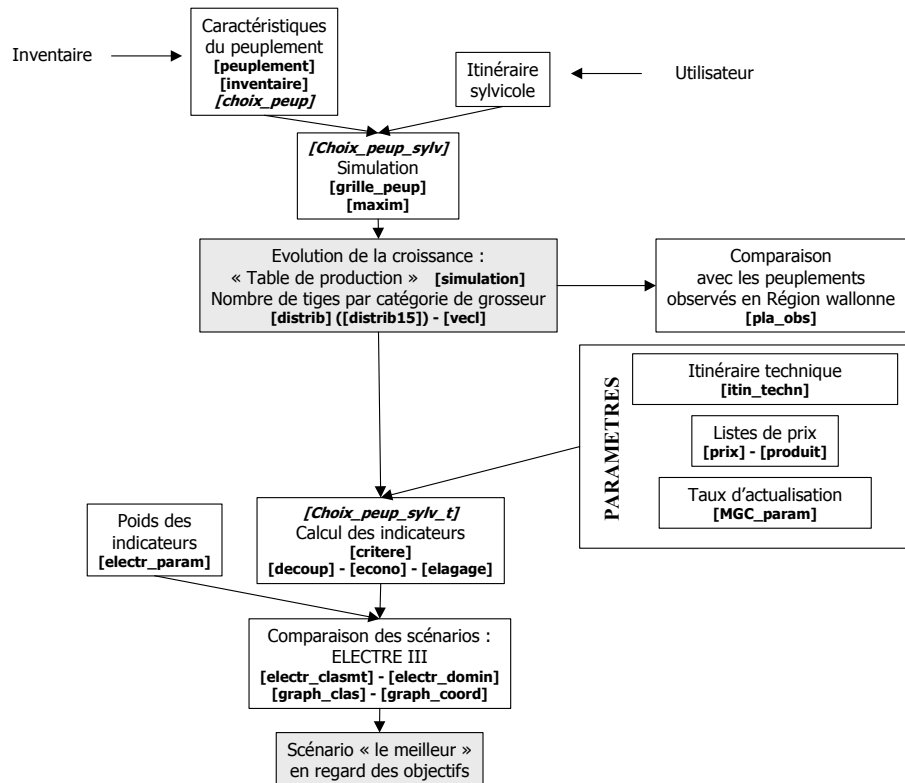 Inventaire
Caractéristiques
du peuplement
[peuplement]
[inventaire]
[choix_peup]
Itinéraire
sylvicole
Utilisateur
[Choix_peup_sylv]
Simulation
[grille_peup]
[maxim]
Evolution de la croissance :
« Table de production » [simulation]
Nombre de tiges par catégorie de grosseur
[distrib] ([distrib15]) - [vecl]
Comparaison
avec les peuplements
observés en Région wallonne
[pla_obs]
PARAMETRES
Itinéraire technique
[itin_techn]
Listes de prix
[prix] - [produit]
Taux d’actualisation
[MGC_param]
Poids des
indicateurs
[electr_param]
[Choix_peup_sylv_t]
Calcul des indicateurs
[critere]
[decoup] - [econo] - [elagage]
Comparaison des scénarios :
ELECTRE III
[electr_clasmt] - [electr_domin]
[graph_clas] - [graph_coord]
Scénario « le meilleur »
en regard des objectifs